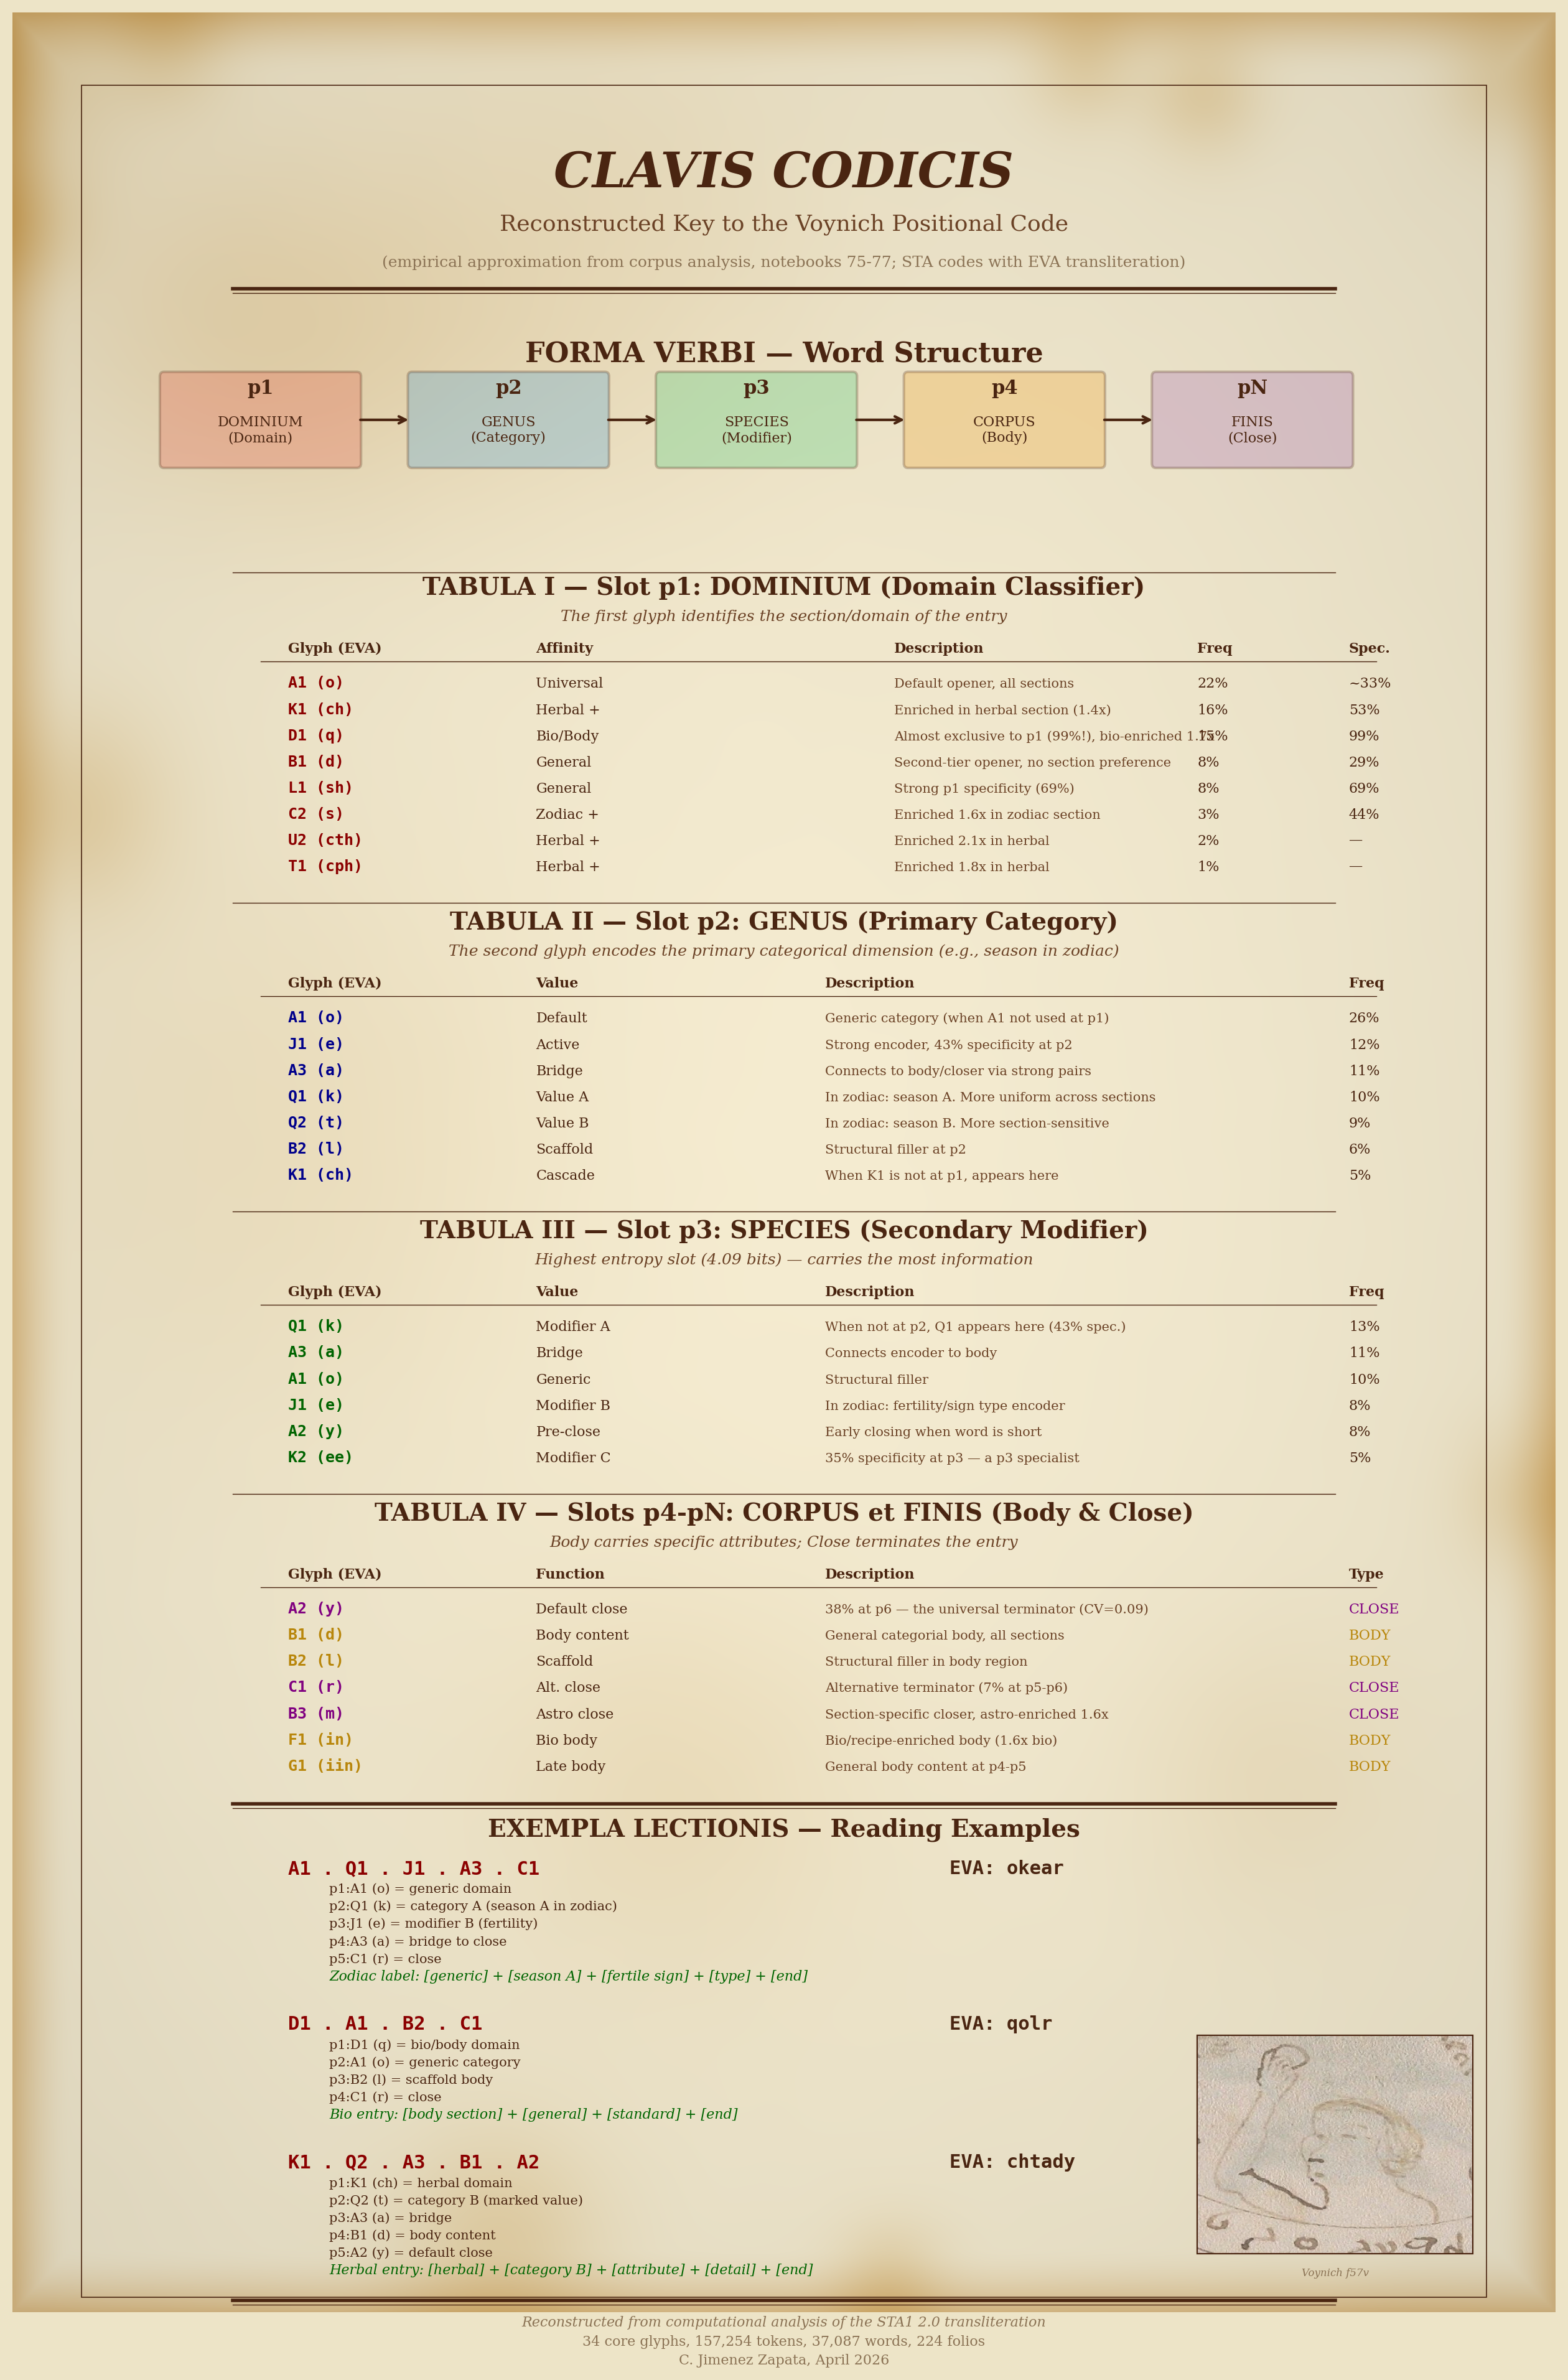 CLAVIS CODICIS
Reconstructed Key to the Voynich Positional Code
(empirical approximation from corpus analysis, notebooks 75-77; STA codes with EVA transliteration)
FORMA VERBI — Word Structure
p1 p2 p3 p4 pN
DOMINIUM GENUS SPECIES CORPUS FINIS
(Domain) (Category) (Modifier) (Body) (Close)
TABULA I — Slot p1: DOMINIUM (Domain Classifier)
The first glyph identifies the section/domain of the entry
Glyph (EVA) Affinity Description Freq Spec.
A1 (o) Universal Default opener, all sections 22% ~33%
K1 (ch) Herbal + Enriched in herbal section (1.4x) 16% 53%
D1 (q) Bio/Body Almost exclusive to p1 (99%!), bio-enriched 15% 99%
B1 (d) General Second-tier opener, no section preference 8% 29%
L1 (sh) General Strong p1 specificity (69%) 8% 69%
C2 (s) Zodiac + Enriched 1.6x in zodiac section 3% 44%
U2 (cth) Herbal + Enriched 2.1x in herbal 2% —
T1 (cph) Herbal + Enriched 1.8x in herbal 1% —
TABULA II — Slot p2: GENUS (Primary Category)
The second glyph encodes the primary categorical dimension (e.g., season in zodiac)
Glyph (EVA) Value Description Freq
A1 (o) Default Generic category (when A1 not used at p1) 26%
J1 (e) Active Strong encoder, 43% specificity at p2 12%
A3 (a) Bridge Connects to body/closer via strong pairs 11%
Q1 (k) Value A In zodiac: season A. More uniform across sections 10%
Q2 (t) Value B In zodiac: season B. More section-sensitive 9%
B2 (l) Scaffold Structural filler at p2 6%
K1 (ch) Cascade When K1 is not at p1, appears here 5%
TABULA III — Slot p3: SPECIES (Secondary Modifier)
Highest entropy slot (4.09 bits) — carries the most information
Glyph (EVA) Value Description Freq
Q1 (k) Modifier A When not at p2, Q1 appears here (43% spec.) 13%
A3 (a) Bridge Connects encoder to body 11%
A1 (o) Generic Structural filler 10%
J1 (e) Modifier B In zodiac: fertility/sign type encoder 8%
A2 (y) Pre-close Early closing when word is short 8%
K2 (ee) Modifier C 35% specificity at p3 — a p3 specialist 5%
TABULA IV — Slots p4-pN: CORPUS et FINIS (Body & Close)
Body carries specific attributes; Close terminates the entry
Glyph (EVA) Function Description Type
A2 (y) Default close 38% at p6 — the universal terminator (CV=0.09) CLOSE
B1 (d) Body content General categorial body, all sections BODY
B2 (l) Scaffold Structural filler in body region BODY
C1 (r) Alt. close Alternative terminator (7% at p5-p6) CLOSE
B3 (m) Astro close Section-specific closer, astro-enriched 1.6x CLOSE
F1 (in) Bio body Bio/recipe-enriched body (1.6x bio) BODY
G1 (iin) Late body General body content at p4-p5 BODY
EXEMPLA LECTIONIS — Reading Examples
A1 . Q1 . J1 . A3 . C1 EVA: okear
p1:A1 (o) = generic domain
p2:Q1 (k) = category A (season A in zodiac)
p3:J1 (e) = modifier B (fertility)
p4:A3 (a) = bridge to close
p5:C1 (r) = close
Zodiac label: [generic] + [season A] + [fertile sign] + [type] + [end]
D1 . A1 . B2 . C1 EVA: qolr
p1:D1 (q) = bio/body domain
p2:A1 (o) = generic category
p3:B2 (l) = scaffold body
p4:C1 (r) = close
Bio entry: [body section] + [general] + [standard] + [end]
K1 . Q2 . A3 . B1 . A2 EVA: chtady
p1:K1 (ch) = herbal domain
p2:Q2 (t) = category B (marked value)
p3:A3 (a) = bridge
p4:B1 (d) = body content
p5:A2 (y) = default close
Herbal entry: [herbal] + [category B] + [attribute] + [detail] + [end]
Voynich f57v
Reconstructed from computational analysis of the STA1 2.0 transliteration
34 core glyphs, 157,254 tokens, 37,087 words, 224 folios
C. Jimenez Zapata, April 2026